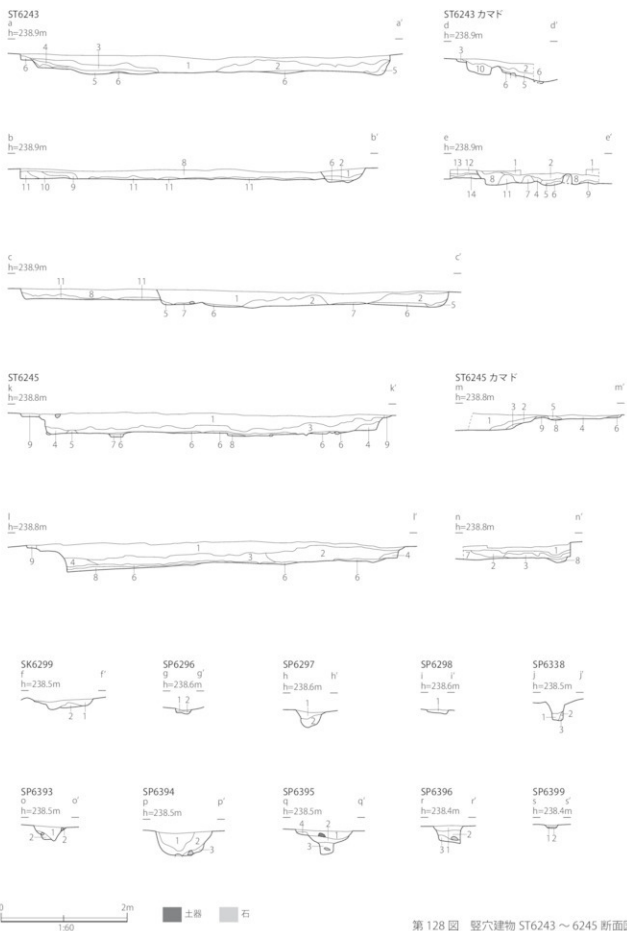 ST6243
a a'
h=238.9m
4 3
1 2
6 5 6 6 5
ST6243 カマド
d d'
h=238.9m
3
10 2
6 5 6
b b'
h=238.9m
8 6 2
1
11 10 9 11 11 11
e e'
h=238.9m
13 12 1 2 1
8 7 8
14 11 7 4 5 6 9
c c'
h=238.9m
11 11
8 1 2 2
5 7 6 7 6 5
ST6245
k k'
h=238.8m
1
3
9 4 5 7 6 6 6 8 6 6 4 9
ST6245 カマド
m m'
h=238.8m
3 2 5
1
9 8 4 6
l l'
h=238.8m
1
2
3
9 4 8 6 6 6 4
n n'
h=238.8m
1
7
2 3 8
SK6299
f f'
h=238.5m
2 1
SP6296
g g'
h=238.6m
1 2
SP6297
h h'
h=238.6m
1
2
SP6298
i i'
h=238.6m
1
SP6338
j j'
h=238.5m
1 2
3
SP6393
o o'
h=238.5m
1
2 2
SP6394
p p'
h=238.5m
1 2
3
SP6395
q q'
h=238.5m
4 2
1
3
SP6396
r r'
h=238.4m
2
3 1
SP6399
s s'
h=238.4m
1 2
0 2m
1:60
土器 石
第 128 図 竪穴建物 ST6243 ～ 6245 断面図